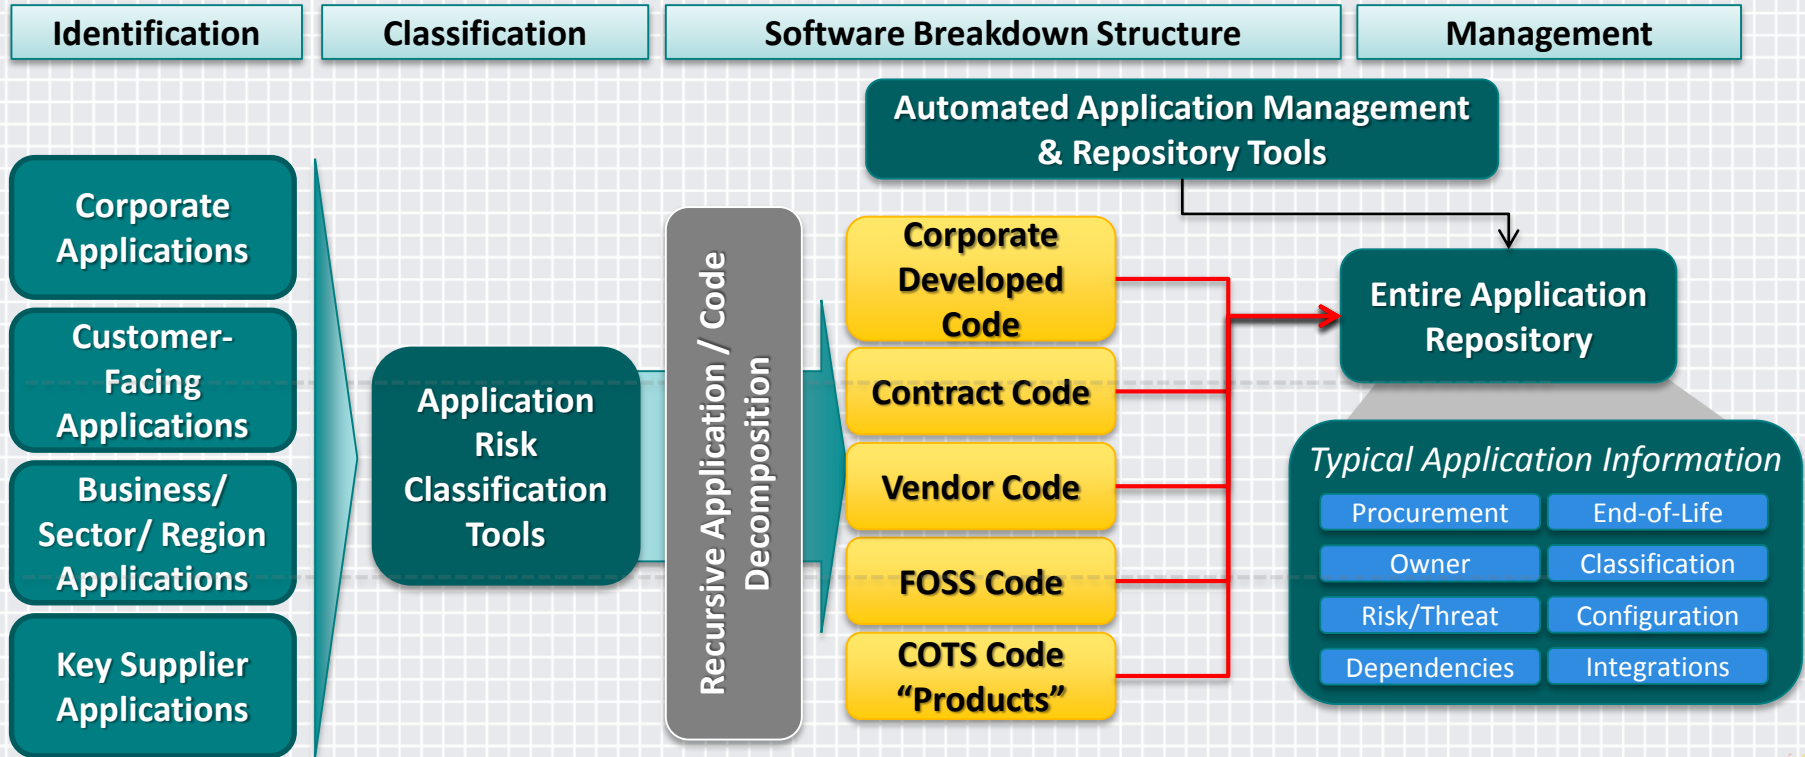 Identification
Classification
Software Breakdown Structure
Management
Automated Application Management
& Repository Tools
Corporate
Applications
Customer-
Facing
Applications
Business/
Sector/ Region
Applications
Key Supplier
Applications
Application
Risk
Classification
Tools
Recursive Application / Code
Decomposition
Corporate
Developed
Code
Contract Code
Vendor Code
FOSS Code
COTS Code
“Products”
Entire Application
Repository
Typical Application Information
Procurement
End-of-Life
Owner
Classification
Risk/Threat
Configuration
Dependencies
Integrations